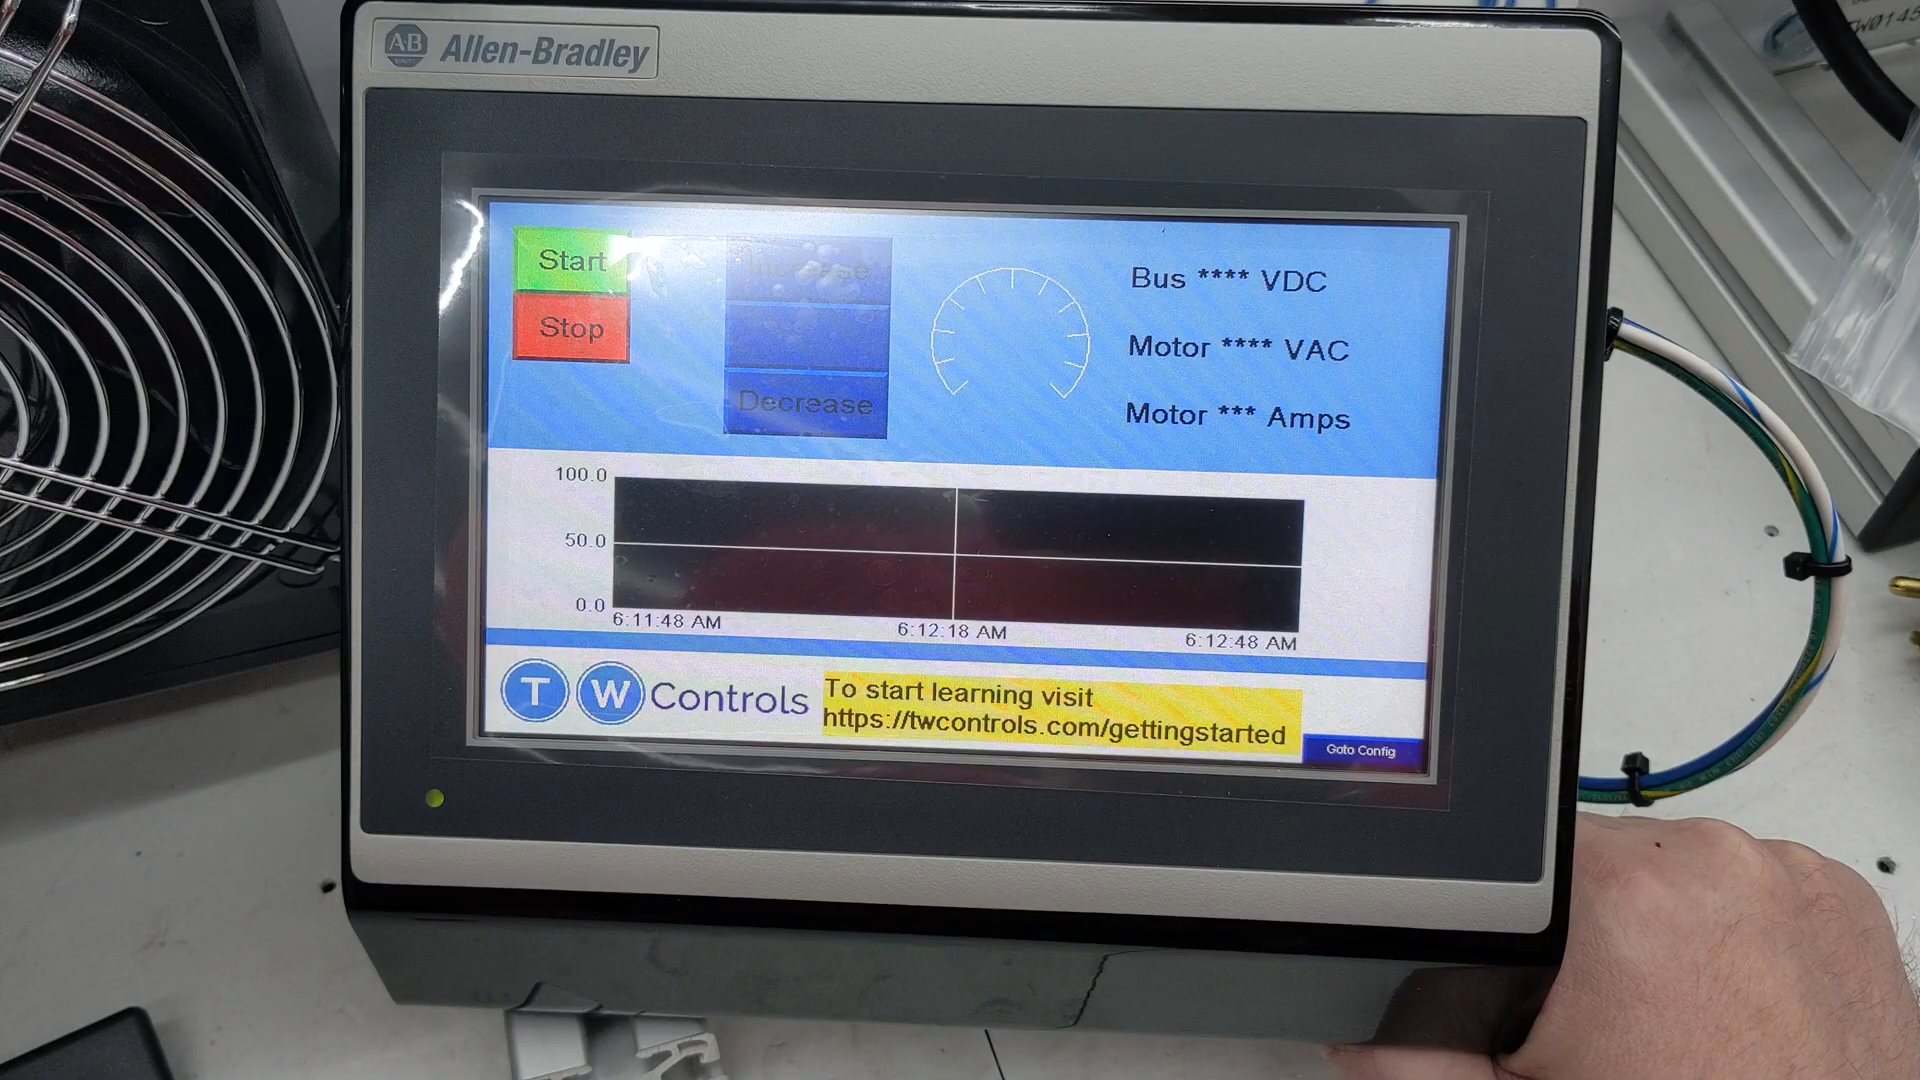 AB
Allen-Bradley
Start
Stop
Increase
Decrease
Bus **** VDC
Motor **** VAC
Motor *** Amps
100.0
50.0
0.0
6:11:48 AM
6:12:18 AM
6:12:48 AM
T W Controls
To start learning visit
https://twcontrols.com/gettingstarted
Goto Config